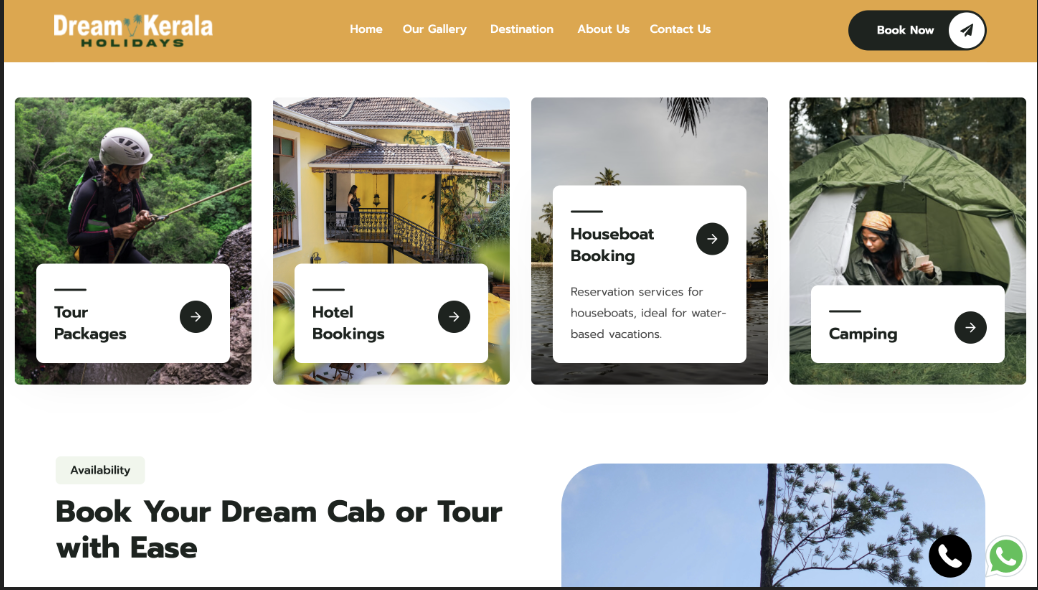 Dream Kerala
HOLIDAYS
Home Our Gallery Destination About Us Contact Us
Book Now
Tour
Packages
Hotel
Bookings
Houseboat
Booking
Reservation services for
houseboats, ideal for water-
based vacations.
Camping
Availability
Book Your Dream Cab or Tour
with Ease